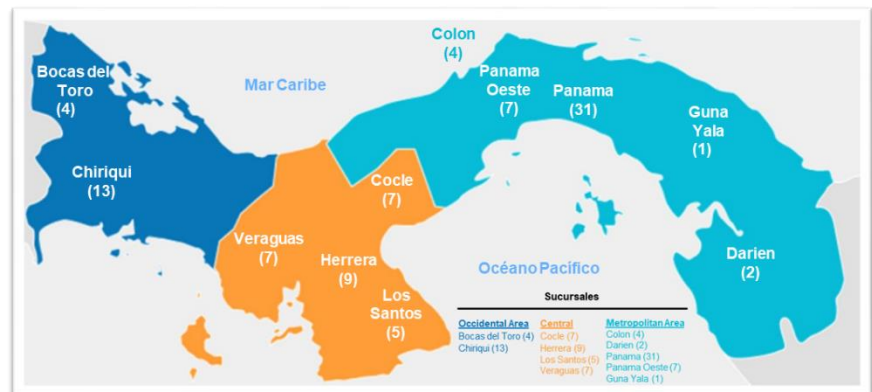 Colon
(4)
Bocas del
Toro
(4)
Mar Caribe
Panama
Oeste
(7)
Panama
(31)
Guna
Yala
(1)
Chiriqui
(13)
Cocle
(7)
Veraguas
(7)
Herrera
(9)
Los
Santos
(5)
Océano Pacífico
Darien
(2)
Sucursales
Occidental Area
Bocas del Toro (4)
Chiriqui (13)
Central
Cocle (7)
Herrera (9)
Los Santos (5)
Veraguas (7)
Metropolitan Area
Colon (4)
Darien (2)
Panama (31)
Panama Oeste (7)
Guna Yala (1)